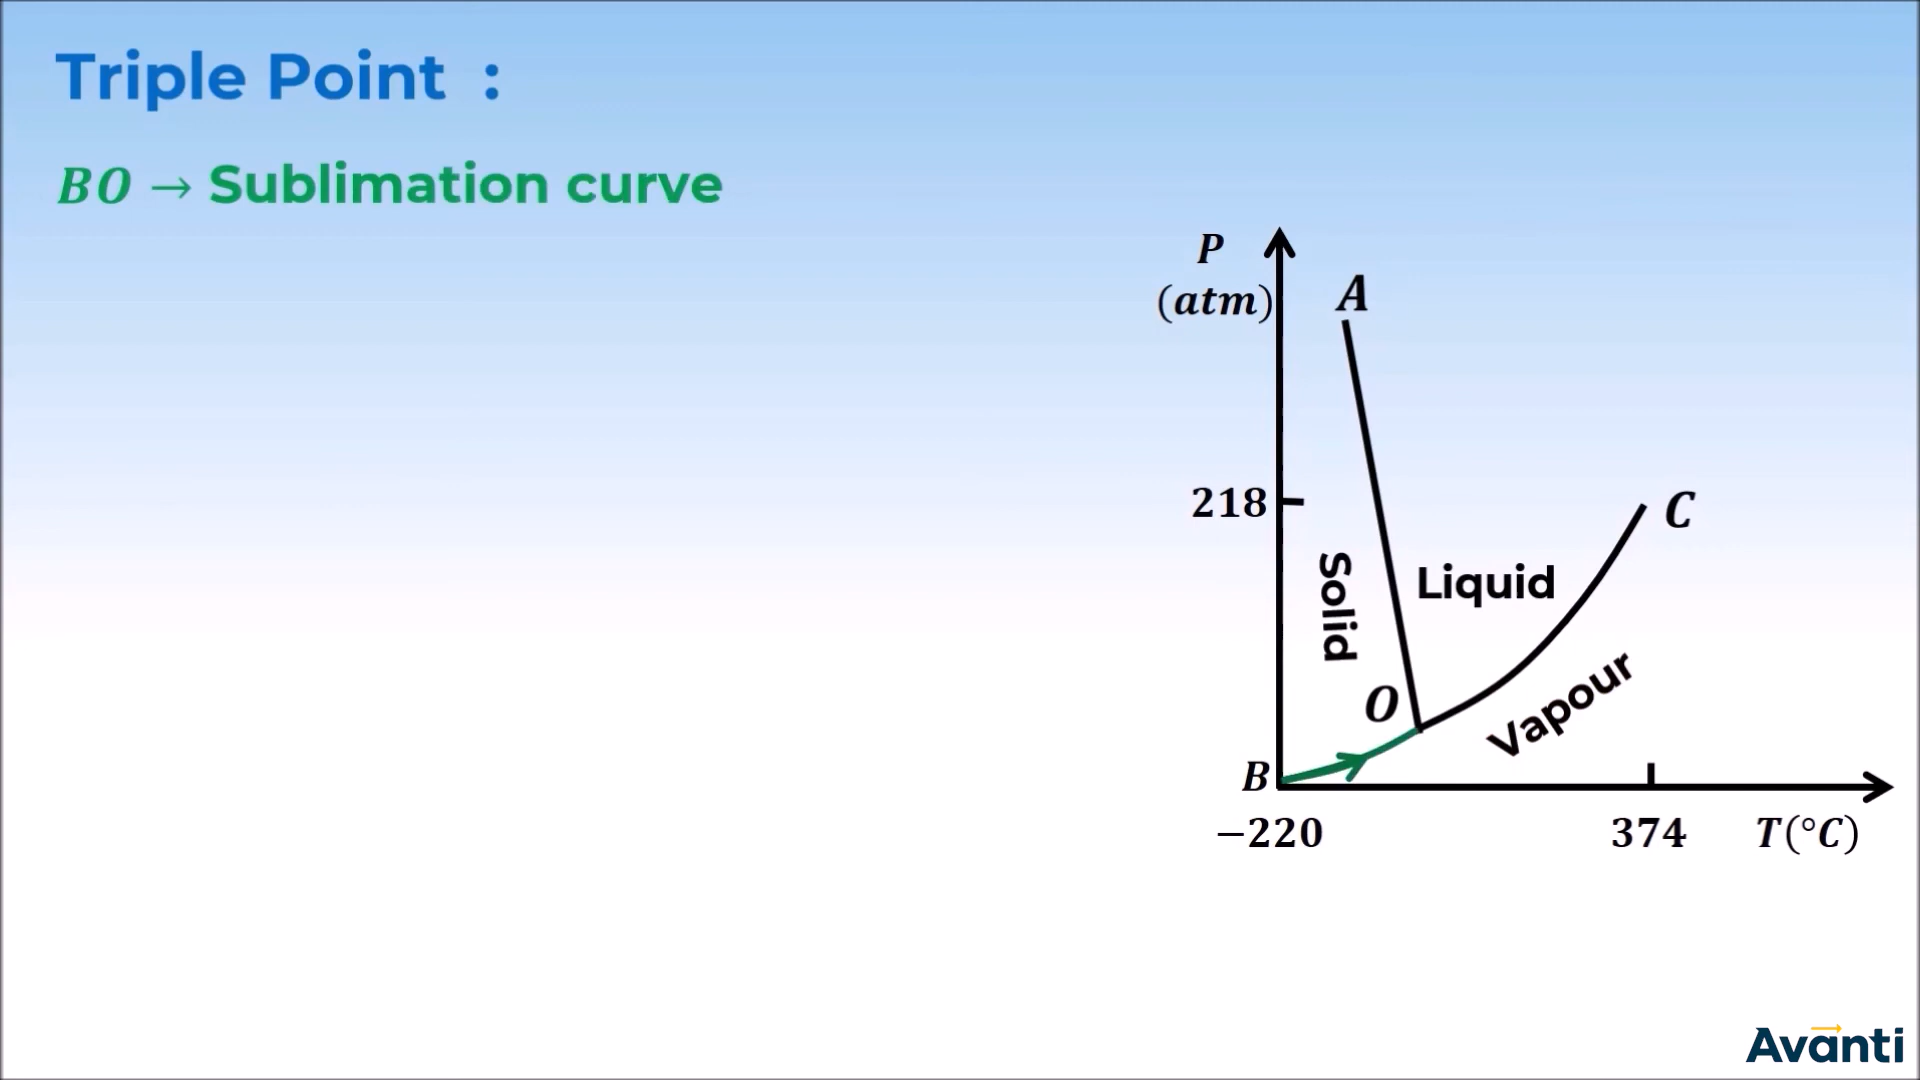 Triple Point :
BO → Sublimation curve
P
(atm)
A
218
C
Solid
Liquid
O
Vapour
B
−220
374
T(°C)
Avanti